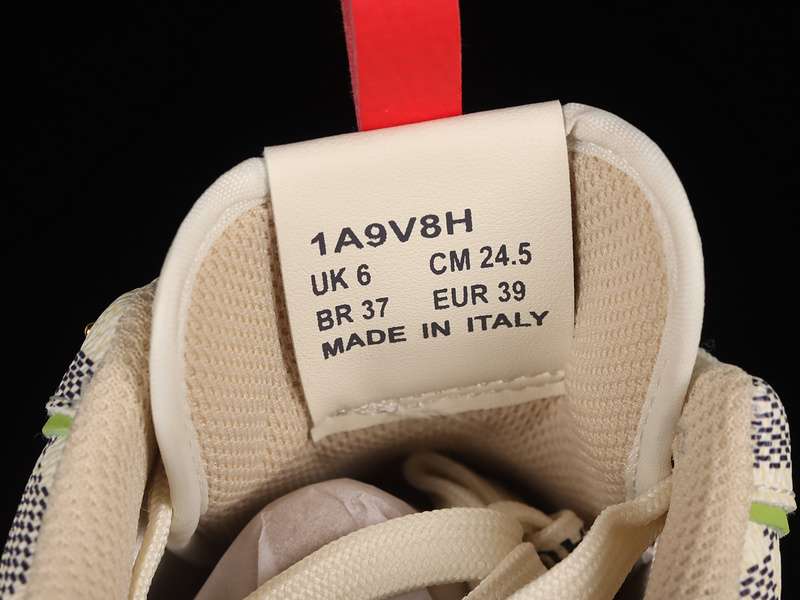 1A9V8H
UK 6 CM 24.5
BR 37 EUR 39
MADE IN ITALY